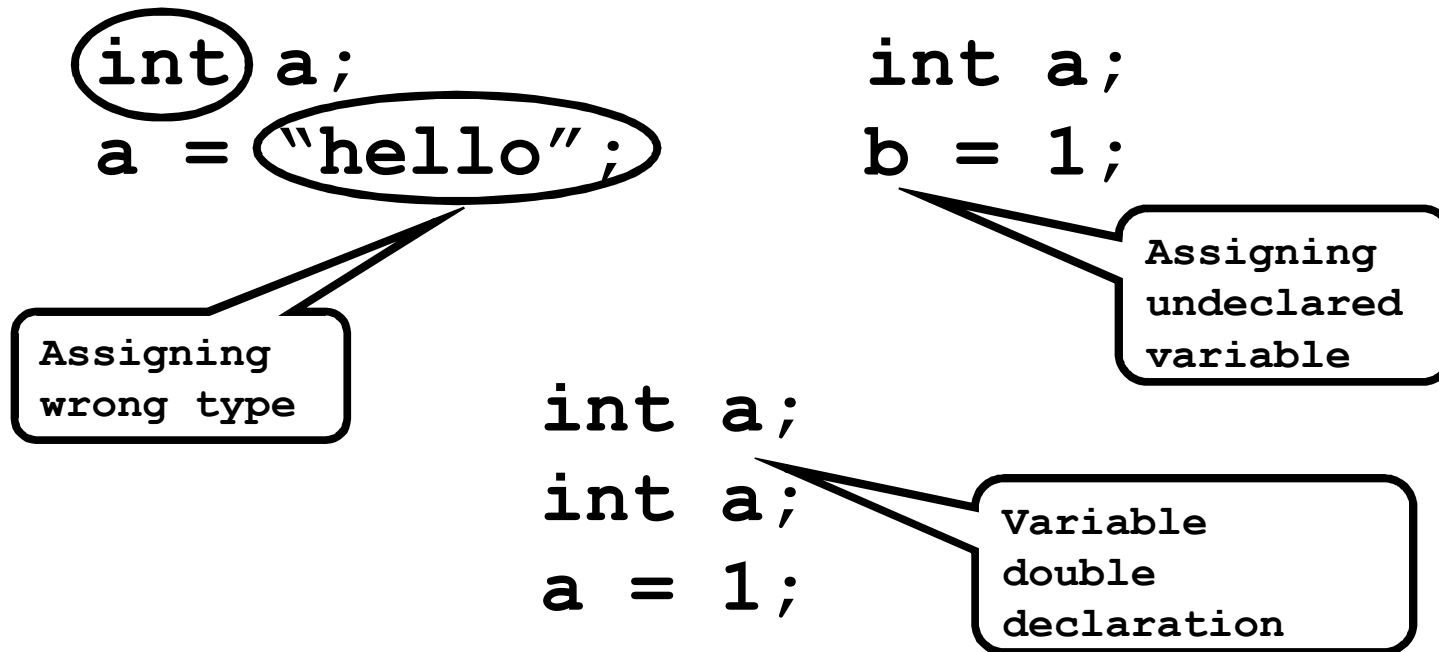 int a;
a = “hello”;
Assigning
wrong type
int a;
b = 1;
Assigning
undeclared
variable
int a;
int a;
a = 1;
Variable
double
declaration